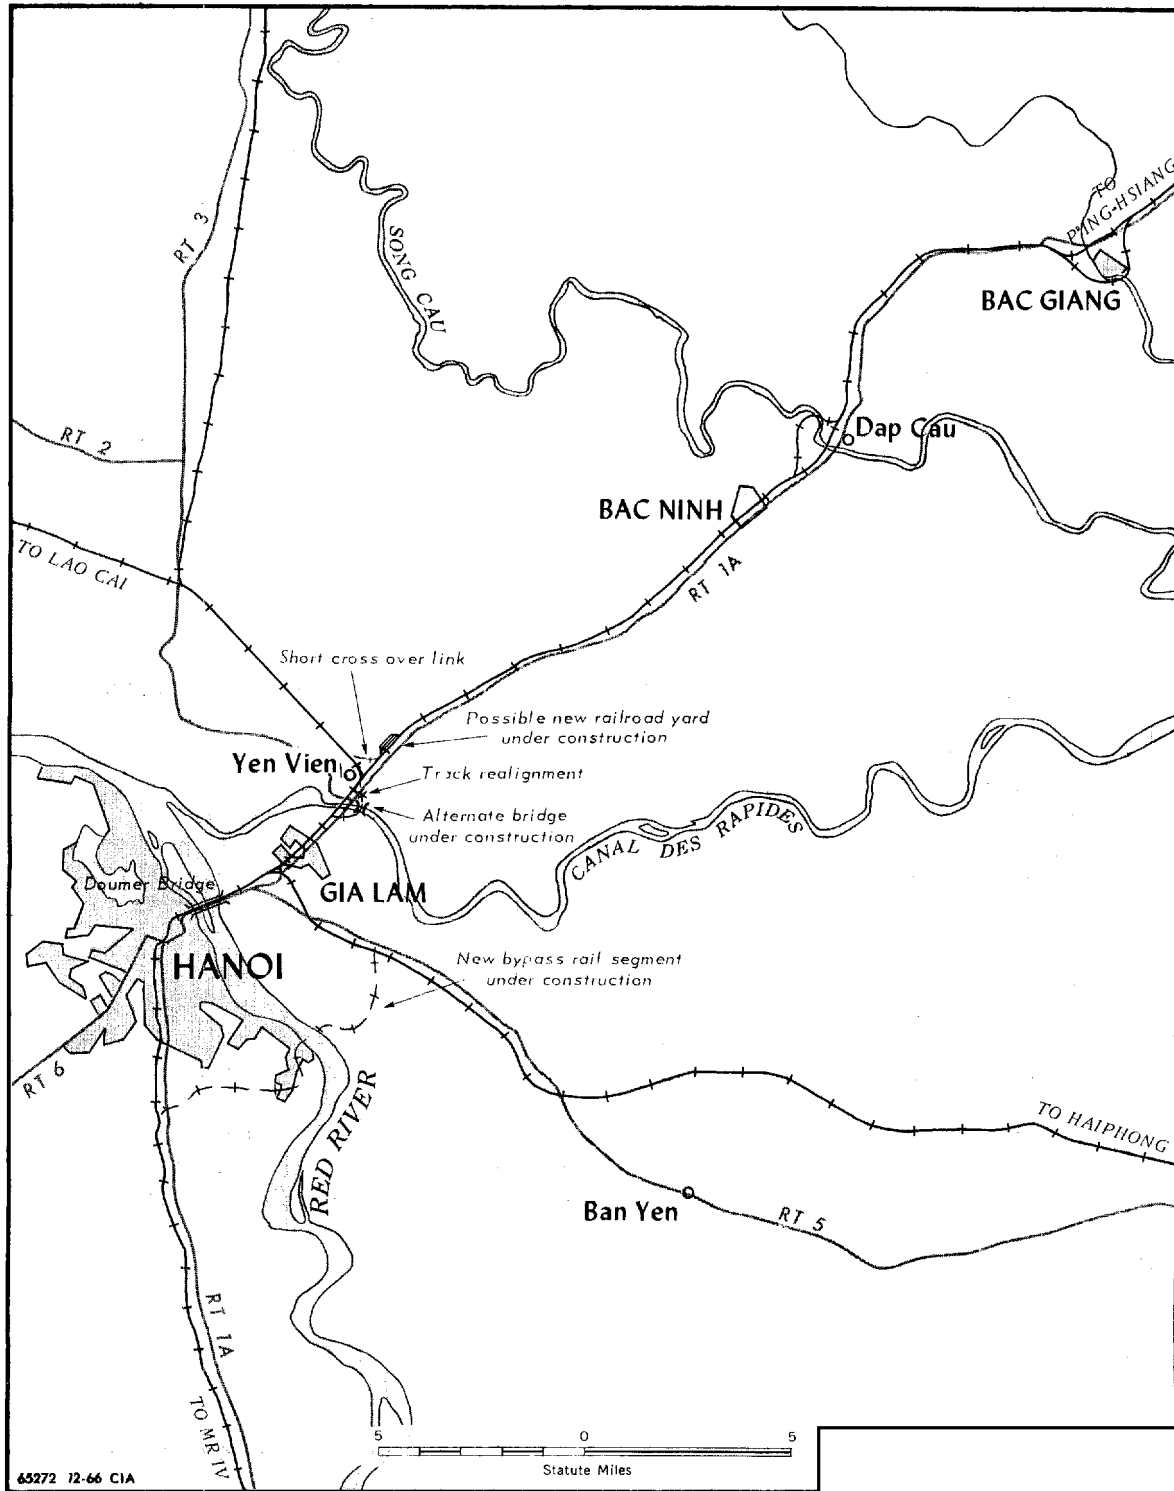 RT 3
SONG CAU
TO
P'ING-HSIANG
BAC GIANG
RT 2
Dap Cau
BAC NINH
TO LAO CAI
RT 1A
Short cross over link
Possible new railroad yard
under construction
Yen Vien
Track realignment
Alternate bridge
under construction
CANAL DES RAPIDES
Doumer Bridge
GIA LAM
HANOI
New bypass rail segment
under construction
RT 6
RED RIVER
TO HAIPHONG
Ban Yen
RT 5
RT 1A
TO MR IV
5 0 5
Statute Miles
65272 12-66 CIA